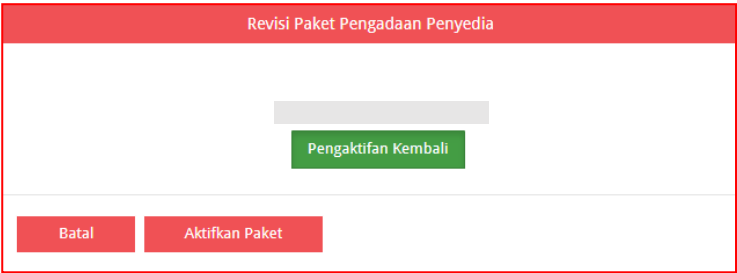 Revisi Paket Pengadaan Penyedia
Pengaktifan Kembali
Batal
Aktifkan Paket